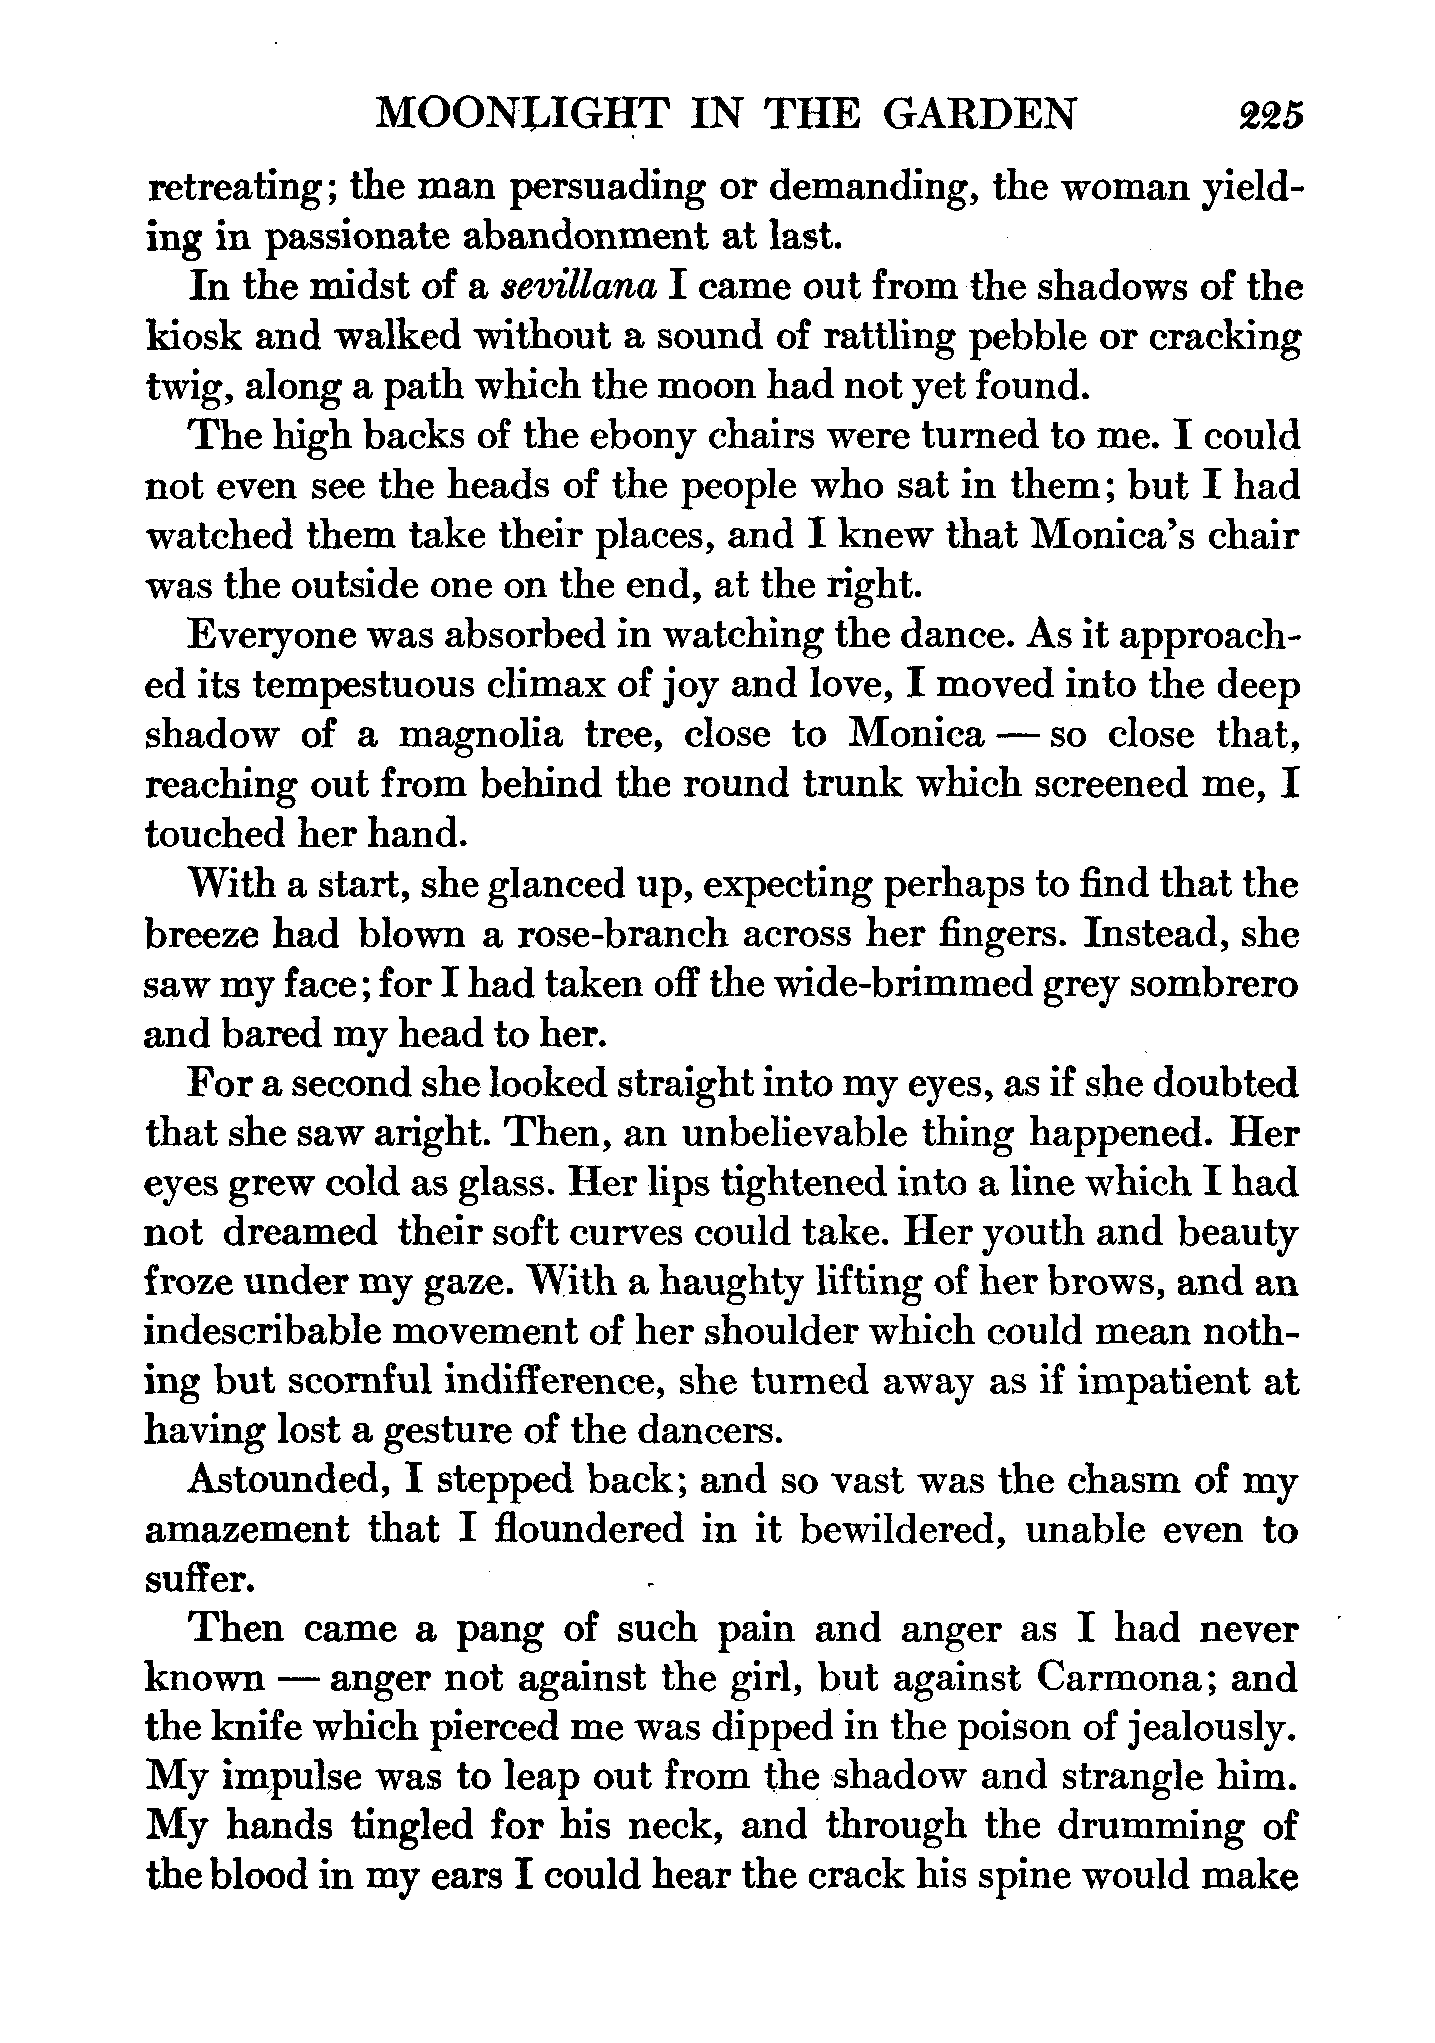 MOONLIGHT IN THE GARDEN 225
retreating; the man persuading or demanding, the woman yield-
ing in passionate abandonment at last.
In the midst of a sevillana I came out from the shadows of the
kiosk and walked without a sound of rattling pebble or cracking
twig, along a path which the moon had not yet found.
The high backs of the ebony chairs were turned to me. I could
not even see the heads of the people who sat in them; but I had
watched them take their places, and I knew that Monica's chair
was the outside one on the end, at the right.
Everyone was absorbed in watching the dance. As it approach-
ed its tempestuous climax of joy and love, I moved into the deep
shadow of a magnolia tree, close to Monica — so close that,
reaching out from behind the round trunk which screened me, I
touched her hand.
With a start, she glanced up, expecting perhaps to find that the
breeze had blown a rose-branch across her fingers. Instead, she
saw my face; for I had taken off the wide-brimmed grey sombrero
and bared my head to her.
For a second she looked straight into my eyes, as if she doubted
that she saw aright. Then, an unbelievable thing happened. Her
eyes grew cold as glass. Her lips tightened into a line which I had
not dreamed their soft curves could take. Her youth and beauty
froze under my gaze. With a haughty lifting of her brows, and an
indescribable movement of her shoulder which could mean noth-
ing but scornful indifference, she turned away as if impatient at
having lost a gesture of the dancers.
Astounded, I stepped back; and so vast was the chasm of my
amazement that I floundered in it bewildered, unable even to
suffer.
Then came a pang of such pain and anger as I had never
known — anger not against the girl, but against Carmona; and
the knife which pierced me was dipped in the poison of jealously.
My impulse was to leap out from the shadow and strangle him.
My hands tingled for his neck, and through the drumming of
the blood in my ears I could hear the crack his spine would make